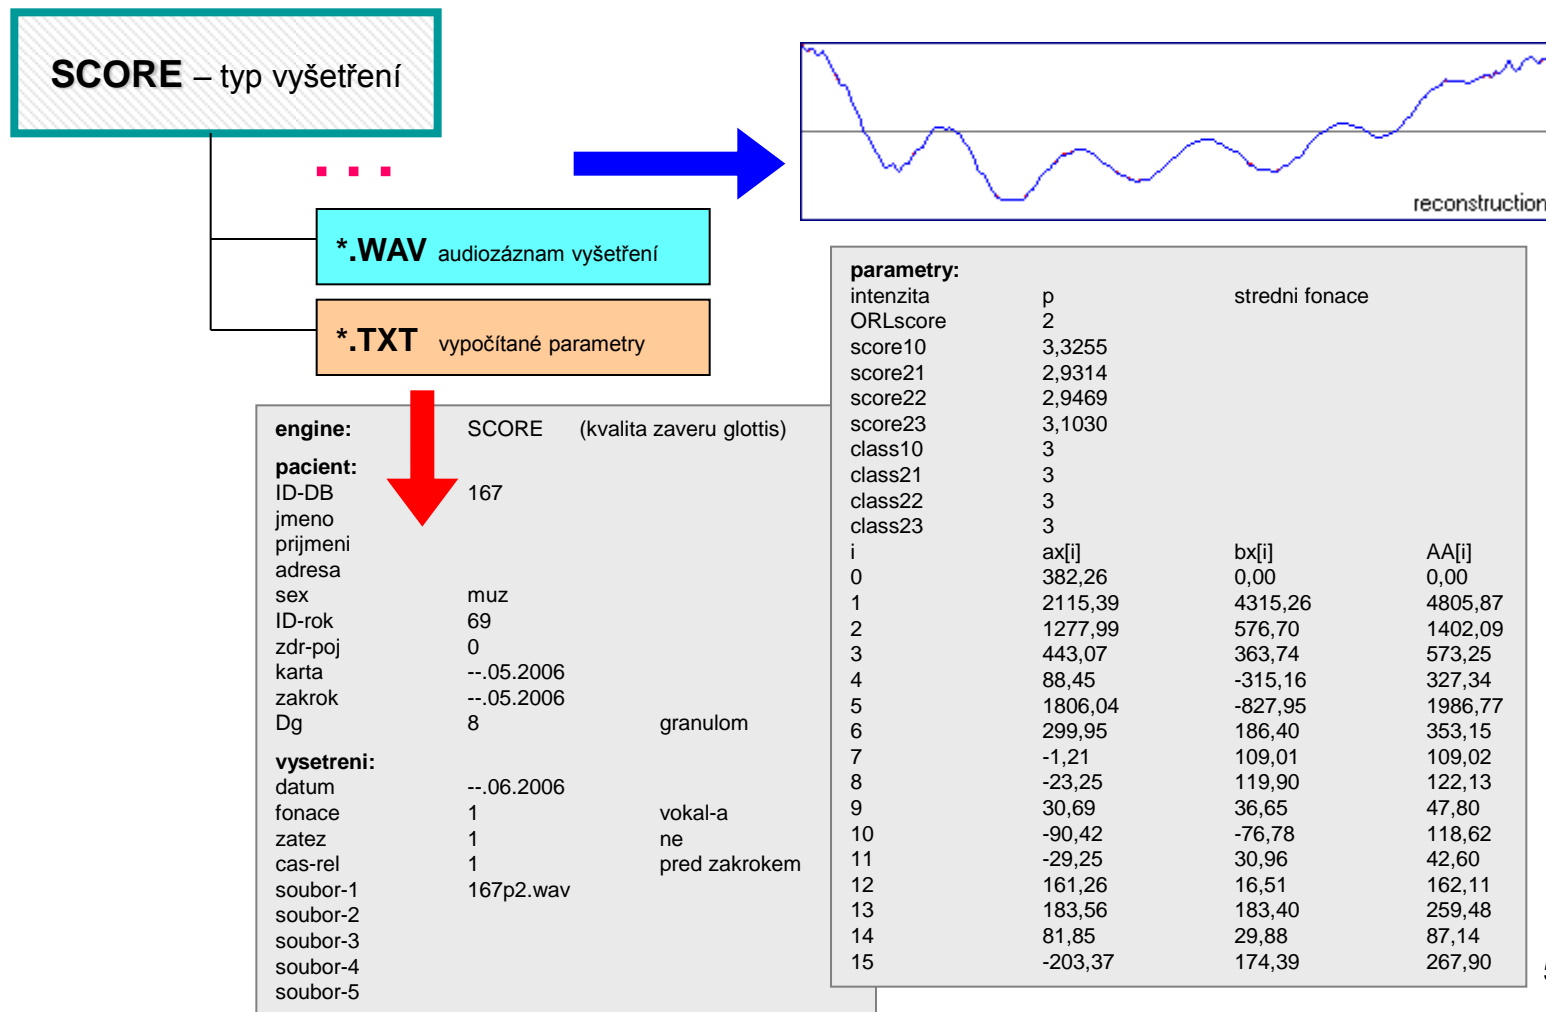 SCORE – typ vyšetření
. . .
*.WAV audiozáznam vyšetření
*.TXT vypočítané parametry
reconstruction
engine: SCORE (kvalita zaveru glottis)
pacient:
ID-DB 167
jmeno
prijmeni
adresa
sex muz
ID-rok 69
zdr-poj 0
karta --.05.2006
zakrok --.05.2006
Dg 8 granulom
vysetreni:
datum --.06.2006
fonace 1 vokal-a
zatez 1 ne
cas-rel 1 pred zakrokem
soubor-1 167p2.wav
soubor-2
soubor-3
soubor-4
soubor-5
parametry:
intenzita p stredni fonace
ORLscore 2
score10 3,3255
score21 2,9314
score22 2,9469
score23 3,1030
class10 3
class21 3
class22 3
class23 3
i ax[i] bx[i] AA[i]
0 382,26 0,00 0,00
1 2115,39 4315,26 4805,87
2 1277,99 576,70 1402,09
3 443,07 363,74 573,25
4 88,45 -315,16 327,34
5 1806,04 -827,95 1986,77
6 299,95 186,40 353,15
7 -1,21 109,01 109,02
8 -23,25 119,90 122,13
9 30,69 36,65 47,80
10 -90,42 -76,78 118,62
11 -29,25 30,96 42,60
12 161,26 16,51 162,11
13 183,56 183,40 259,48
14 81,85 29,88 87,14
15 -203,37 174,39 267,90